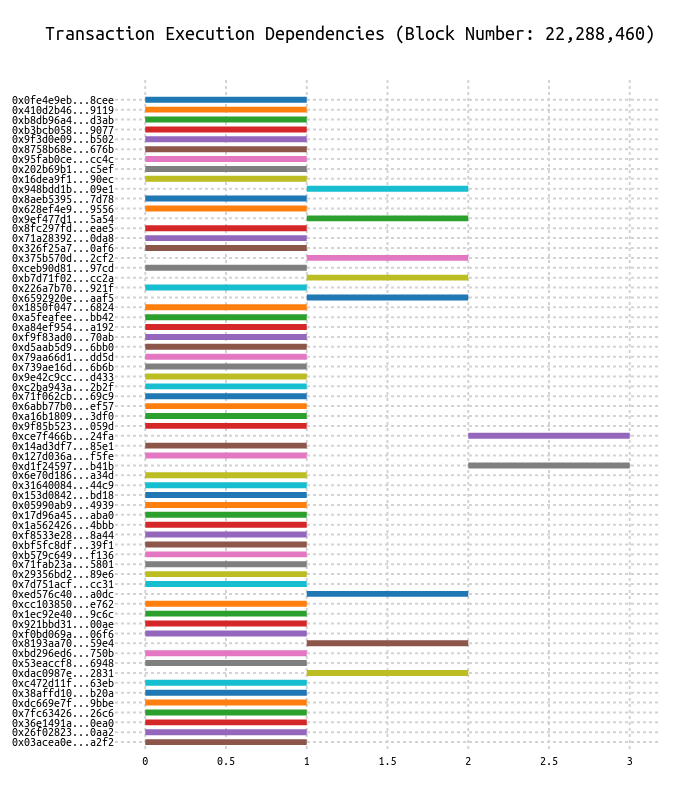 Transaction Execution Dependencies (Block Number: 22,288,460)
0x0fe4e9eb...8cee
0x410d2b46...9119
0xb8db96a4...d3ab
0xb3bcb058...9077
0x9f3d0e09...b502
0x8758b68e...676b
0x95fab0ce...cc4c
0x202b69b1...c5ef
0x16dea9f1...90ec
0x948bdd1b...09e1
0x8aeb5395...7d78
0x628ef4e9...9556
0x9ef477d1...5a54
0x8fc297fd...eae5
0x71a28392...0da8
0x326f25a7...0af6
0x375b570d...2cf2
0xceb90d81...97cd
0xb7d71f02...cc2a
0x226a7b70...921f
0x6592920e...aaf5
0x1850f047...6824
0xa5feafee...bb42
0xa84ef954...a192
0xf9f83ad0...70ab
0xd5aab5d9...6bb0
0x79aa66d1...dd5d
0x739ae16d...6b6b
0x9e42c9cc...d433
0xc2ba943a...2b2f
0x71f062cb...69c9
0x6abb77b0...ef57
0xa16b1809...3df0
0x9f85b523...059d
0xce7f466b...24fa
0x14ad3df7...85e1
0x127d036a...f5fe
0xd1f24597...b41b
0x6e70d186...a34d
0x31640084...44c9
0x153d0842...bd18
0x05990ab9...4939
0x17d96a45...aba0
0x1a562426...4bbb
0xf8533e28...8a44
0xbf5fc8df...39f1
0xb579c649...f136
0x71fab23a...5801
0x29356bd2...89e6
0x7d751acf...cc31
0xed576c40...a0dc
0xcc103850...e762
0x1ec92e40...9c6c
0x921bbd31...00ae
0xf0bd069a...06f6
0x8193aa70...59e4
0xbd296ed6...750b
0x53eaccf8...6948
0xdac0987e...2831
0xc472d11f...63eb
0x38affd10...b20a
0xdc669e7f...9bbe
0x7fc63426...26c6
0x36e1491a...0ea0
0x26f02823...0aa2
0x03acea0e...a2f2
0 0.5 1 1.5 2 2.5 3